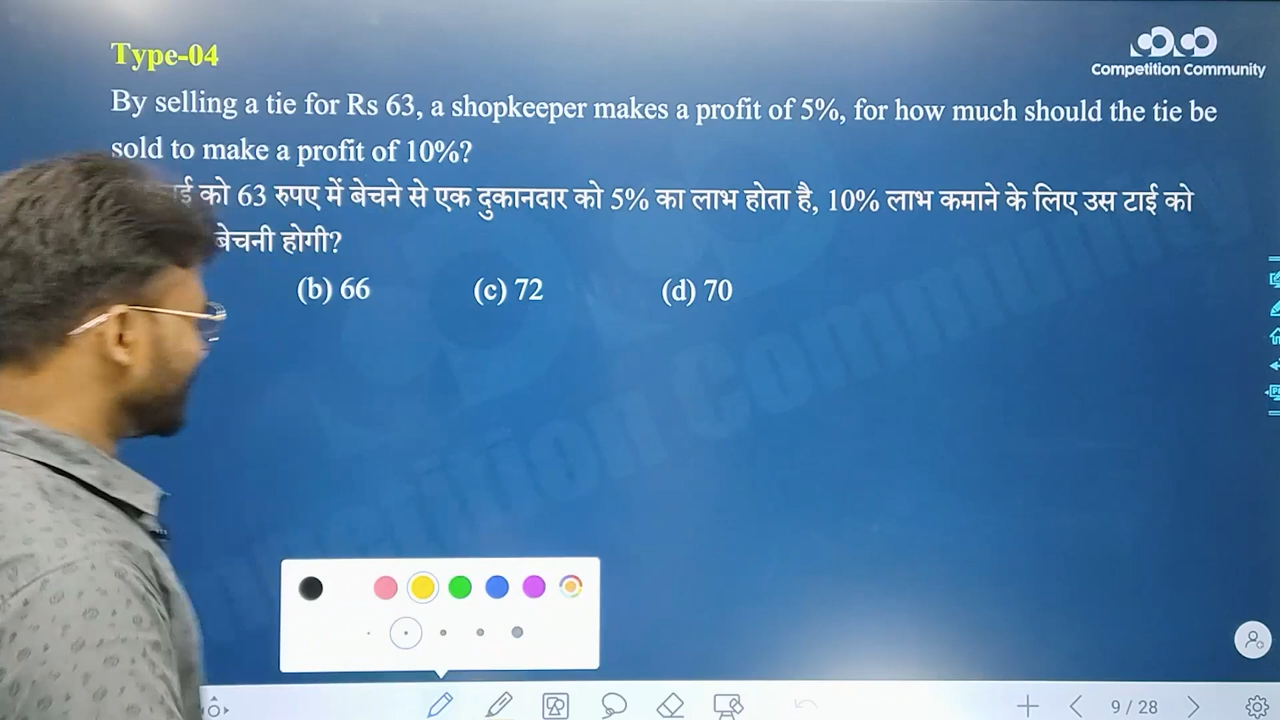 Type-04
Competition Community
By selling a tie for Rs 63, a shopkeeper makes a profit of 5%, for how much should the tie be
sold to make a profit of 10%?
को 63 रुपए में बेचने से एक दुकानदार को 5% का लाभ होता है, 10% लाभ कमाने के लिए उस टाई को
बेचनी होगी?
(b) 66 (c) 72 (d) 70
9 / 28